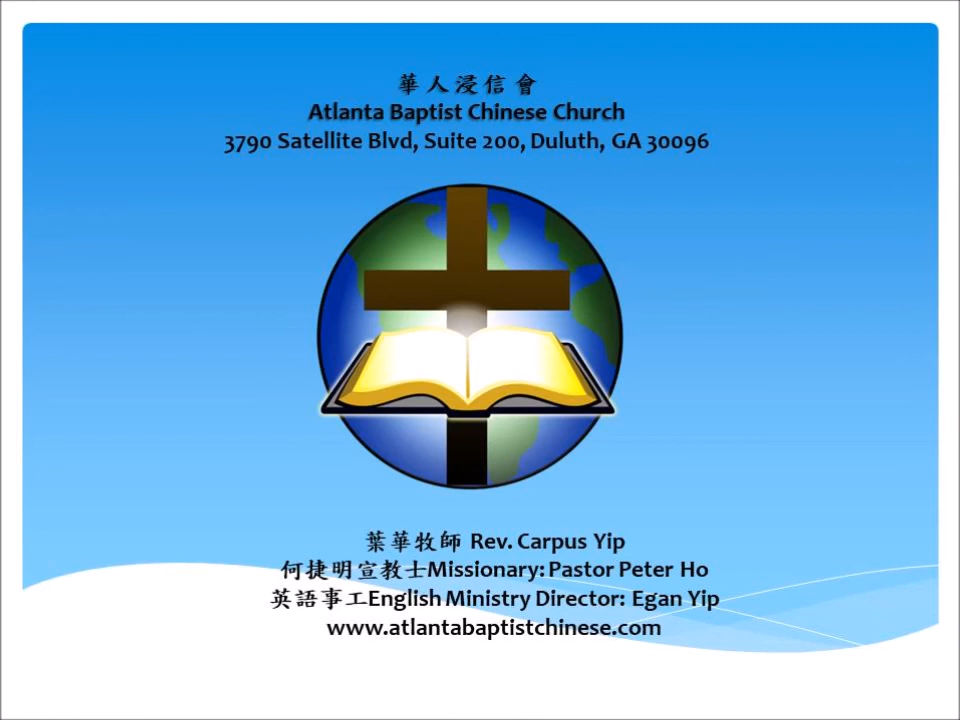 華人浸信會
Atlanta Baptist Chinese Church
3790 Satellite Blvd, Suite 200, Duluth, GA 30096
葉華牧師 Rev. Carpus Yip
何捷明宣教士Missionary: Pastor Peter Ho
英語事工English Ministry Director: Egan Yip
www.atlantabaptistchinese.com